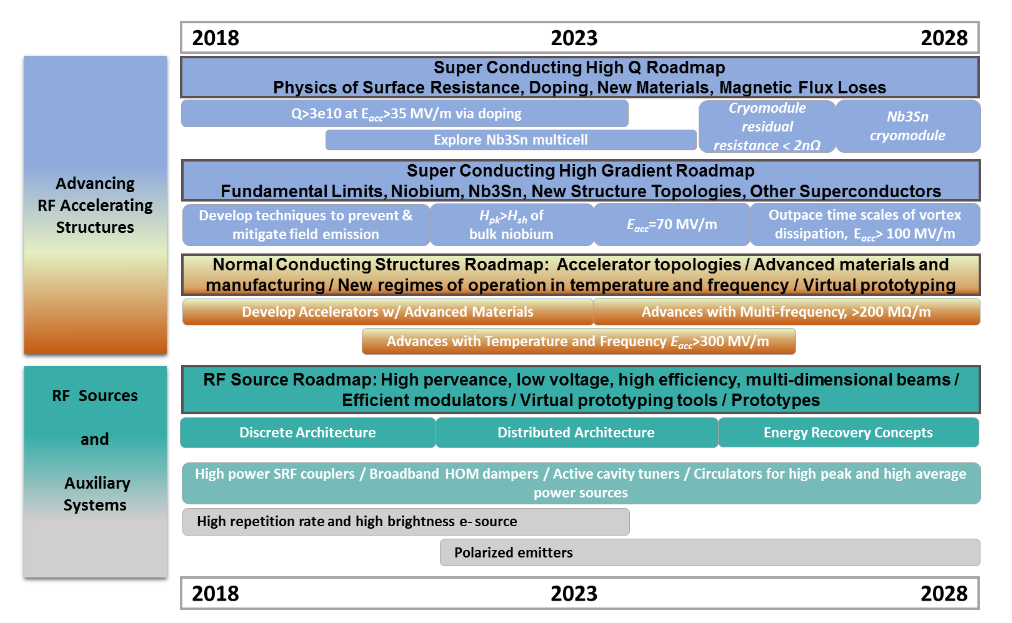 2018 2023 2028
Super Conducting High Q Roadmap
Physics of Surface Resistance, Doping, New Materials, Magnetic Flux Loses
Q>3e10 at Eacc>35 MV/m via doping
Explore Nb3Sn multicell
Cryomodule
residual
resistance < 2nΩ
Nb3Sn
cryomodule
Super Conducting High Gradient Roadmap
Fundamental Limits, Niobium, Nb3Sn, New Structure Topologies, Other Superconductors
Develop techniques to prevent &
mitigate field emission
Hpk>Hsh of
bulk niobium
Eacc=70 MV/m
Outpace time scales of vortex
dissipation, Eacc> 100 MV/m
Advancing
RF Accelerating
Structures
Normal Conducting Structures Roadmap: Accelerator topologies / Advanced materials and
manufacturing / New regimes of operation in temperature and frequency / Virtual prototyping
Develop Accelerators w/ Advanced Materials
Advances with Multi-frequency, >200 MΩ/m
Advances with Temperature and Frequency Eacc>300 MV/m
RF Source Roadmap: High perveance, low voltage, high efficiency, multi-dimensional beams /
Efficient modulators / Virtual prototyping tools / Prototypes
Discrete Architecture
Distributed Architecture
Energy Recovery Concepts
RF Sources
and
Auxiliary
Systems
High power SRF couplers / Broadband HOM dampers / Active cavity tuners / Circulators for high peak and high average
power sources
High repetition rate and high brightness e- source
Polarized emitters
2018 2023 2028